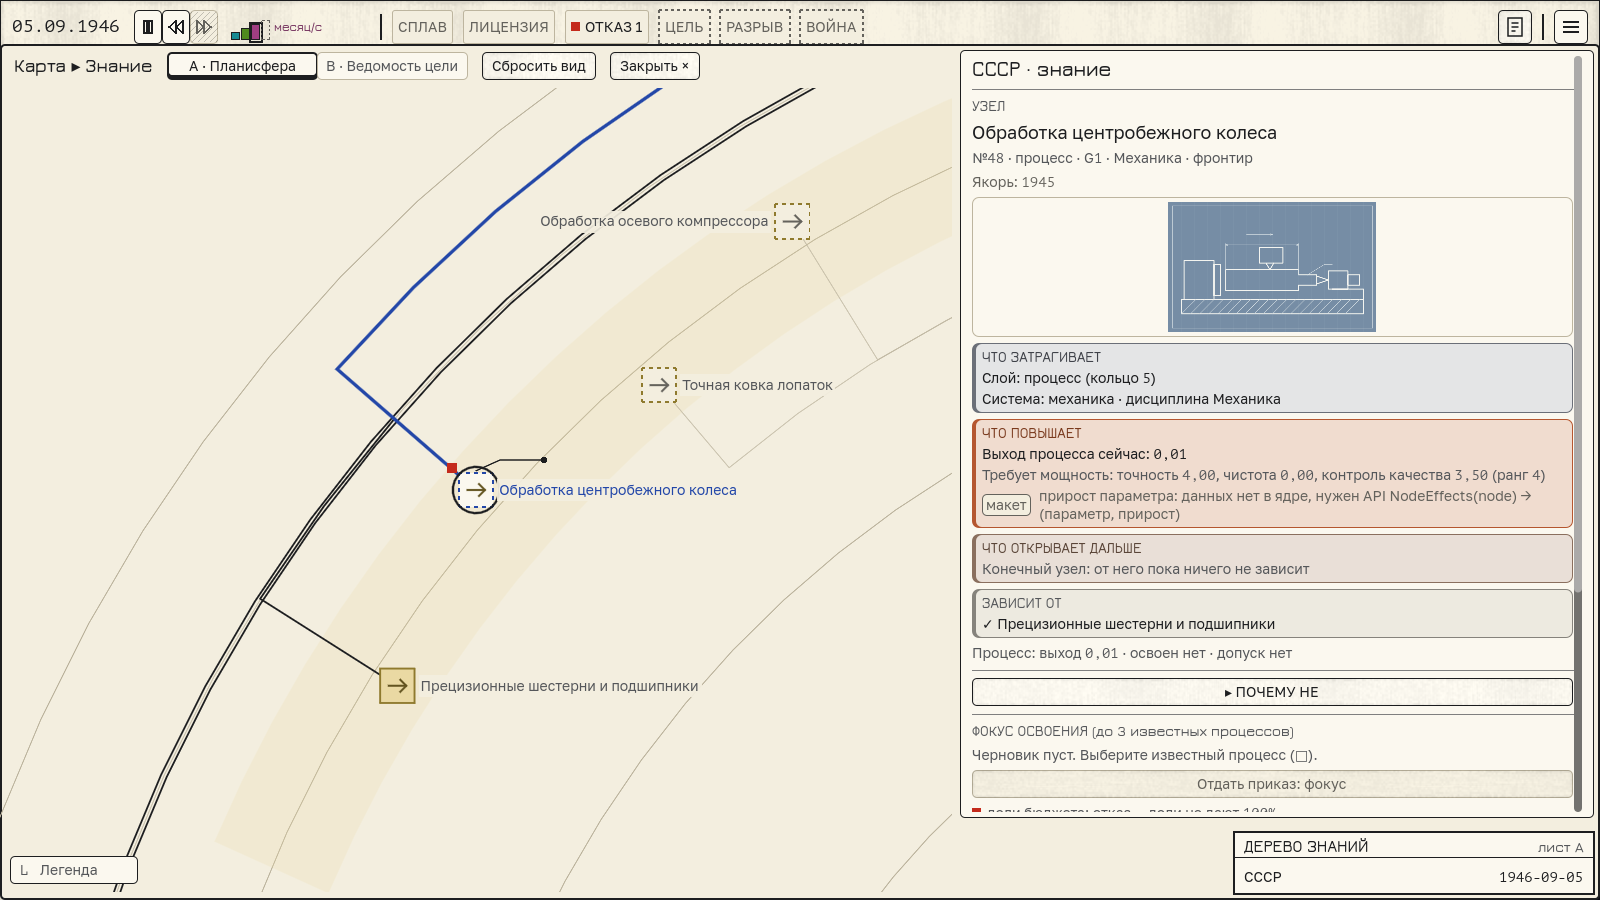 05.09.1946
месяц/с
СПЛАВ
ЛИЦЕНЗИЯ
ОТКАЗ 1
ЦЕЛЬ
РАЗРЫВ
ВОЙНА
Карта ▸ Знание
А · Планисфера
В · Ведомость цели
Сбросить вид
Закрыть ×
Обработка осевого компрессора
Точная ковка лопаток
Обработка центробежного колеса
Прецизионные шестерни и подшипники
L Легенда
СССР · знание
УЗЕЛ
Обработка центробежного колеса
№48 · процесс · G1 · Механика · фронтир
Якорь: 1945
ЧТО ЗАТРАГИВАЕТ
Слой: процесс (кольцо 5)
Система: механика · дисциплина Механика
ЧТО ПОВЫШАЕТ
Выход процесса сейчас: 0,01
Требует мощность: точность 4,00, чистота 0,00, контроль качества 3,50 (ранг 4)
макет
прирост параметра: данных нет в ядре, нужен API NodeEffects(node) →
(параметр, прирост)
ЧТО ОТКРЫВАЕТ ДАЛЬШЕ
Конечный узел: от него пока ничего не зависит
ЗАВИСИТ ОТ
✓ Прецизионные шестерни и подшипники
Процесс: выход 0,01 · освоен нет · допуск нет
▸ ПОЧЕМУ НЕ
ФОКУС ОСВОЕНИЯ (до 3 известных процессов)
Черновик пуст. Выберите известный процесс (□).
Отдать приказ: фокус
ДЕРЕВО ЗНАНИЙ
лист А
СССР
1946-09-05